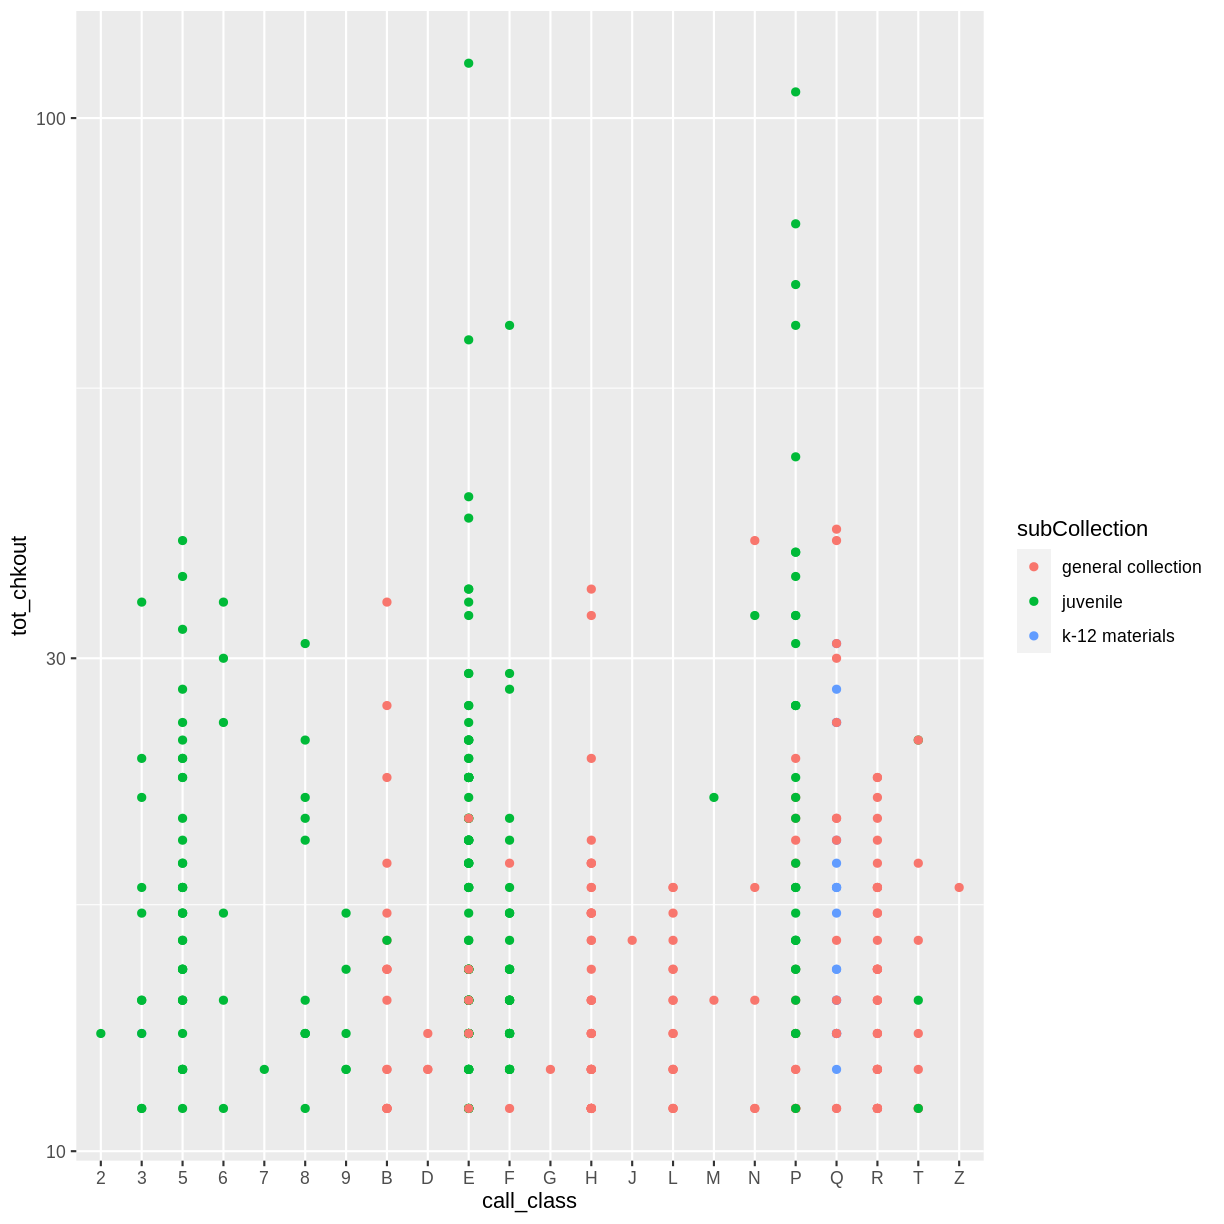 100
30
10
tot_chkout
2 3 5 6 7 8 9 B D E F G H J L M N P Q R T Z
call_class
subCollection
general collection
juvenile
k-12 materials